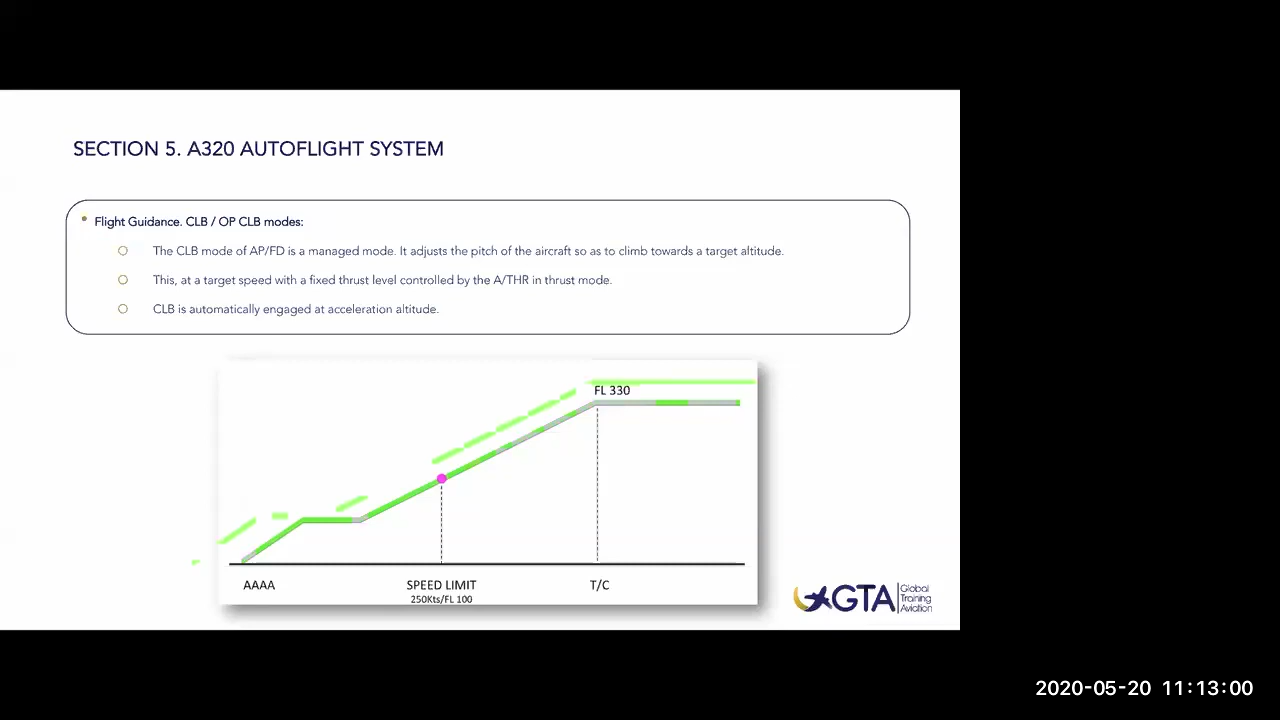 SECTION 5. A320 AUTOFLIGHT SYSTEM
Flight Guidance. CLB / OP CLB modes:
The CLB mode of AP/FD is a managed mode. It adjusts the pitch of the aircraft so as to climb towards a target altitude.
This, at a target speed with a fixed thrust level controlled by the A/THR in thrust mode.
CLB is automatically engaged at acceleration altitude.
FL 330
AAAA
SPEED LIMIT
250Kts/FL 100
T/C
GTA
Global
Training
Aviation
2020-05-20 11:13:00